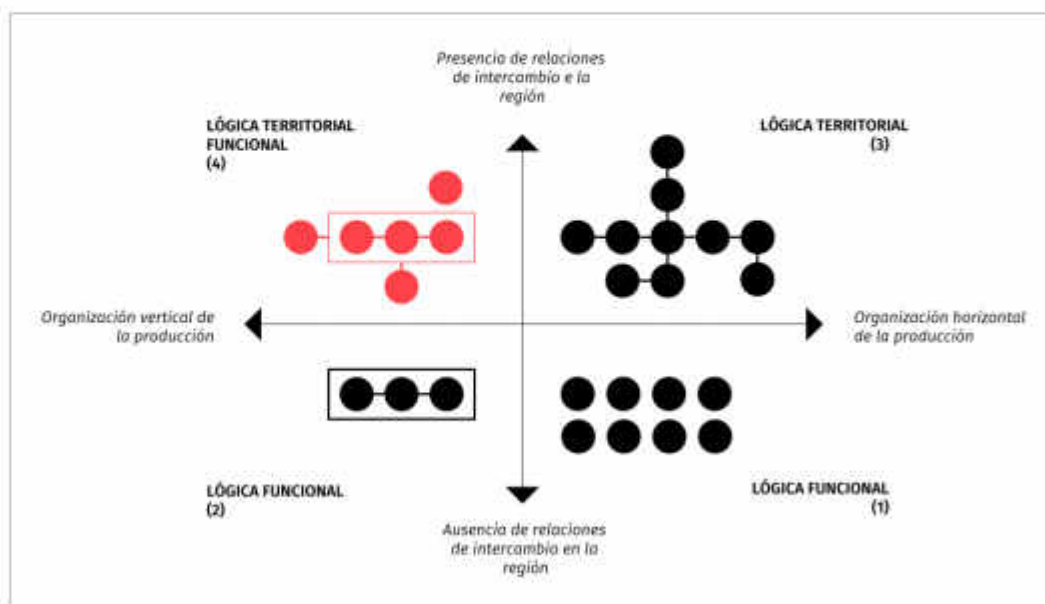 Presencia de relaciones
de intercambio e la
región
LÓGICA TERRITORIAL
FUNCIONAL
(4)
LÓGICA TERRITORIAL
(3)
Organización vertical de
la producción
Organización horizontal
de la producción
LÓGICA FUNCIONAL
(2)
LÓGICA FUNCIONAL
(1)
Ausencia de relaciones
de intercambio en la
región